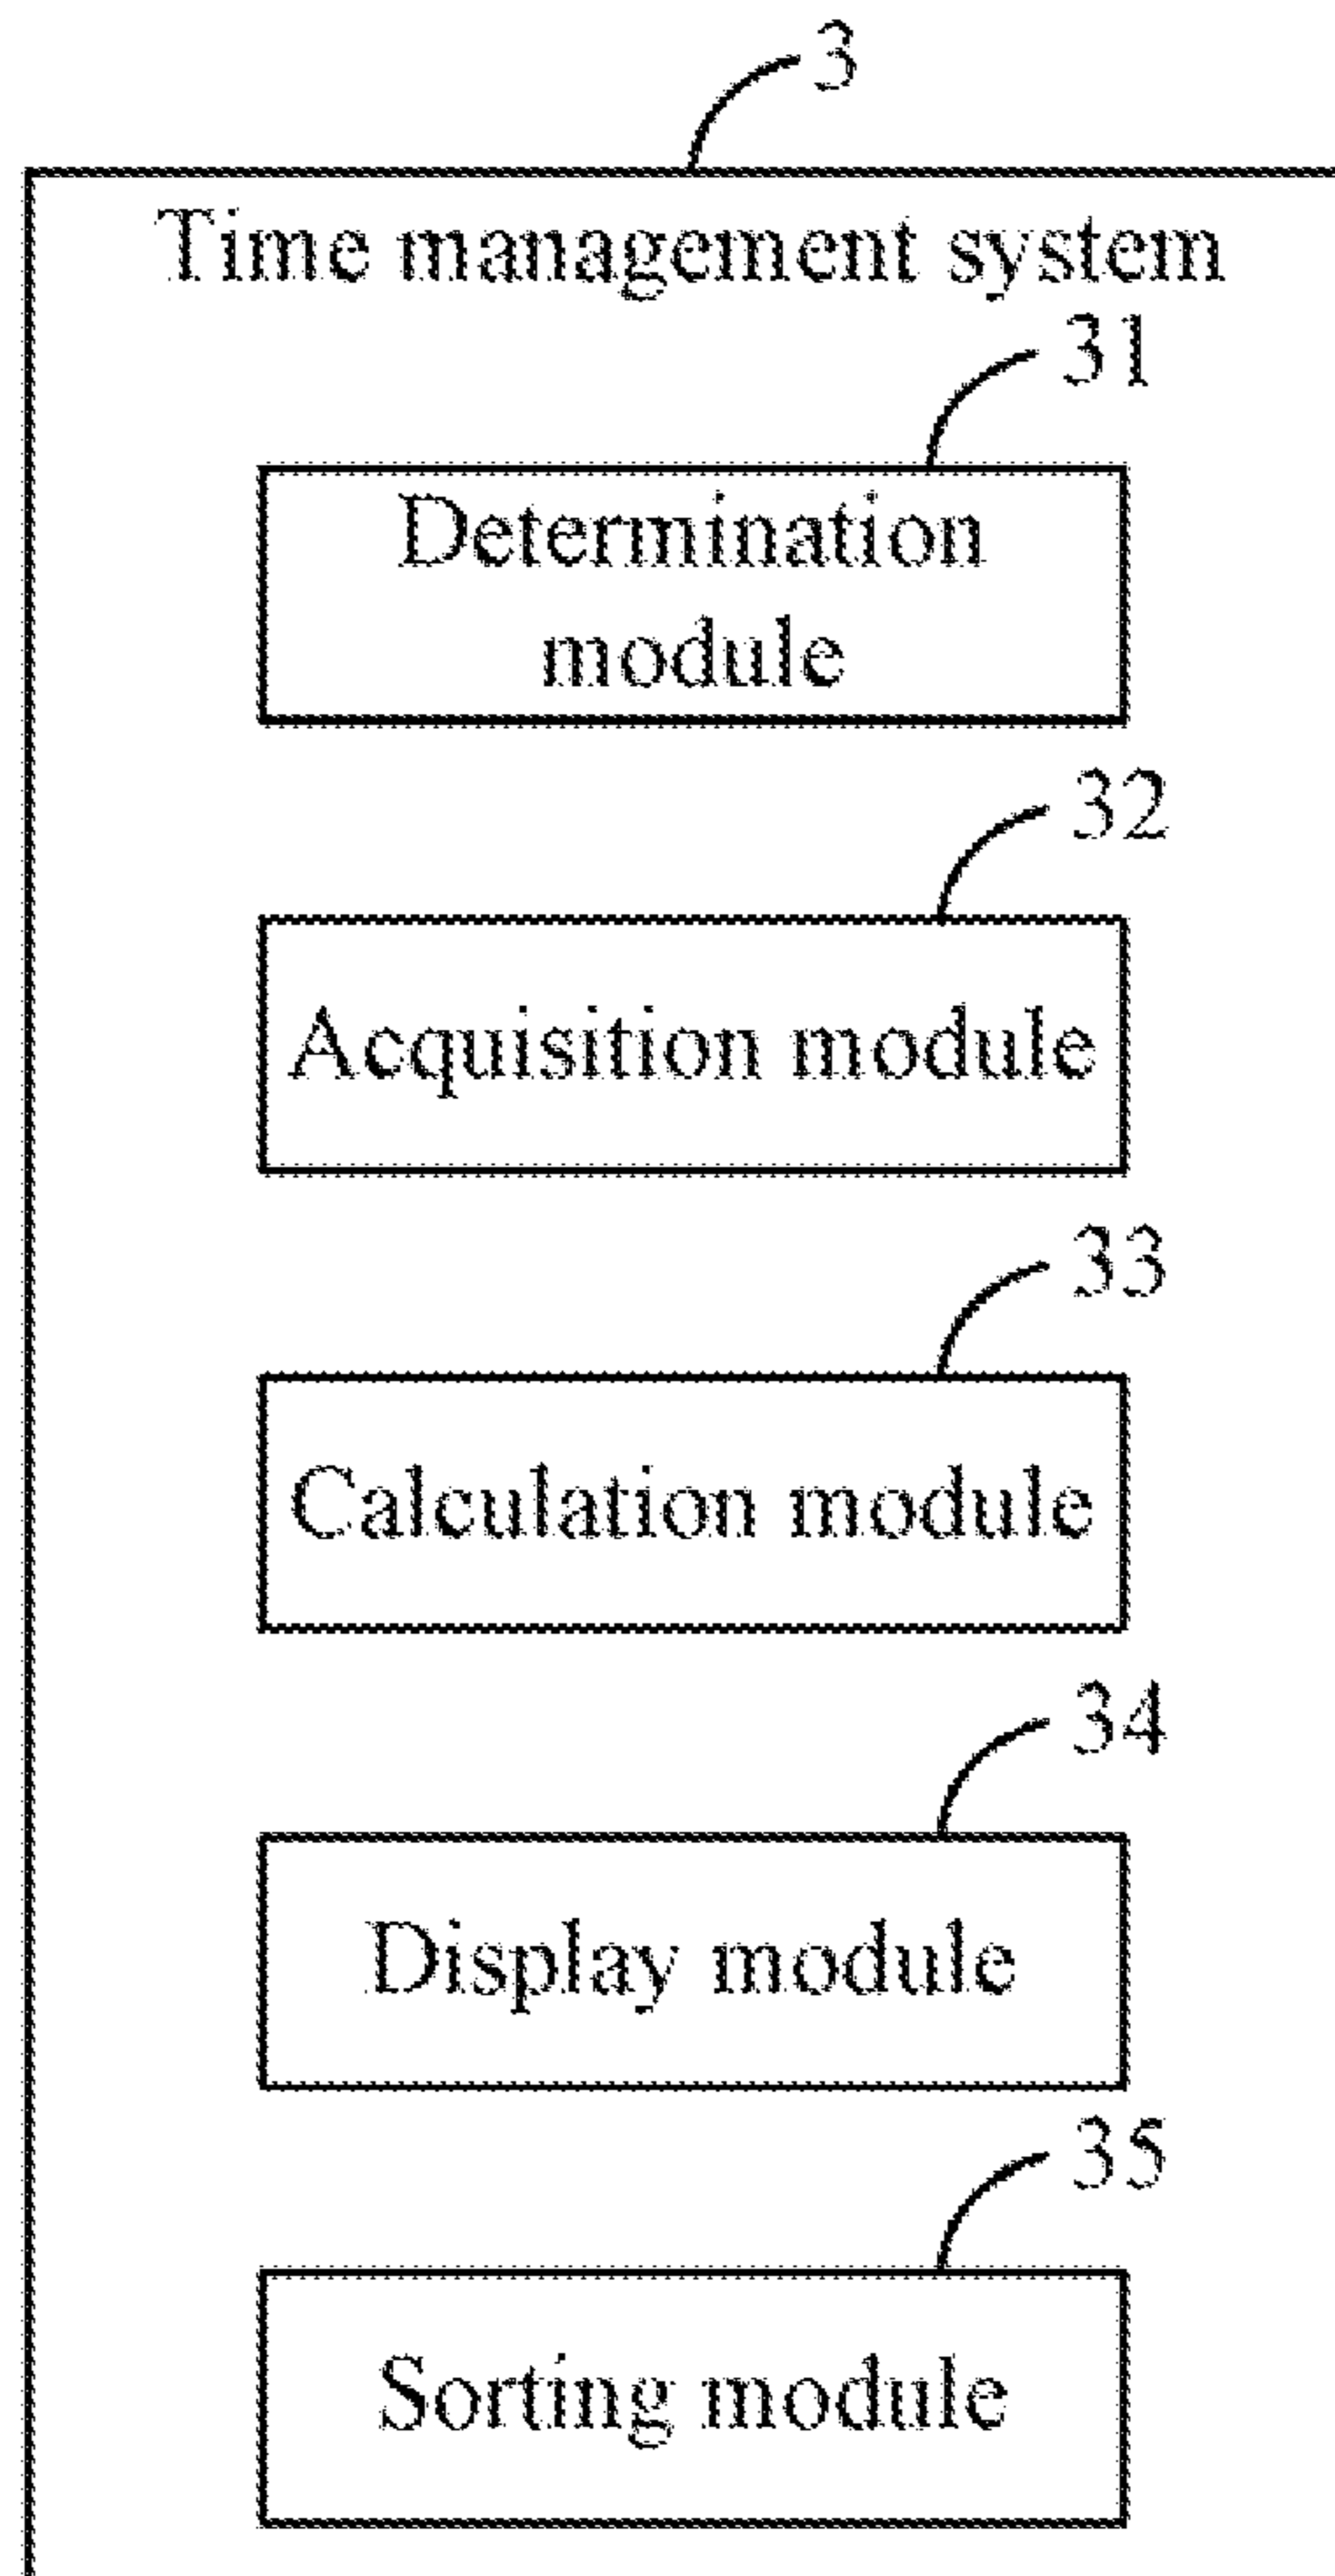 3
Time management system
31
Determination
module
32
Acquisition module
33
Calculation module
34
Display module
35
Sorting module